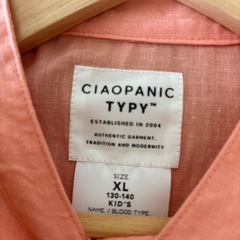 CIAOPANIC
TYPY™
ESTABLISHED IN 2004
AUTHENTIC GARMENT,
TRADITION AND MODERNITY
SIZE.
XL
130-140
KID'S
NAME / BLOOD TYPE.